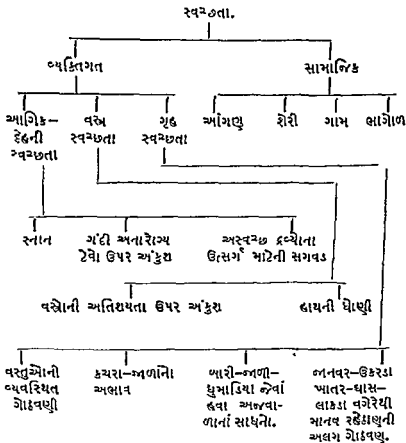 સ્વચ્છતા.
વ્યક્તિગત સામાજિક
આંગિક– વસ્ત્ર ગૃહ આંગણુ શેરી ગામ ભાગોળ
દેહની સ્વચ્છતા સ્વચ્છતા
સ્વચ્છતા
સ્નાન ગંદી અનારોગ્ય અસ્વચ્છ દ્રવ્યોના
ટેવો ઉપર અંકુશ ઉત્સર્ગ માટેની સગવડ
વસ્ત્રોની અતિશયતા ઉપર અંકુશ હાથની ધોણી
વસ્તુઓની કચરા–જાળાંનો બારી–જાળી– જાનવર–ઉકરડા
વ્યવસ્થિત અભાવ ધુમાડિયા જેવાં ખાતર–ઘાસ–
ગોઠવણી હવા અજવા– લાકડા વગેરેથી
ળાનાં સાધનો. માનવ રહેઠાણની
અલગ ગોઠવણ.